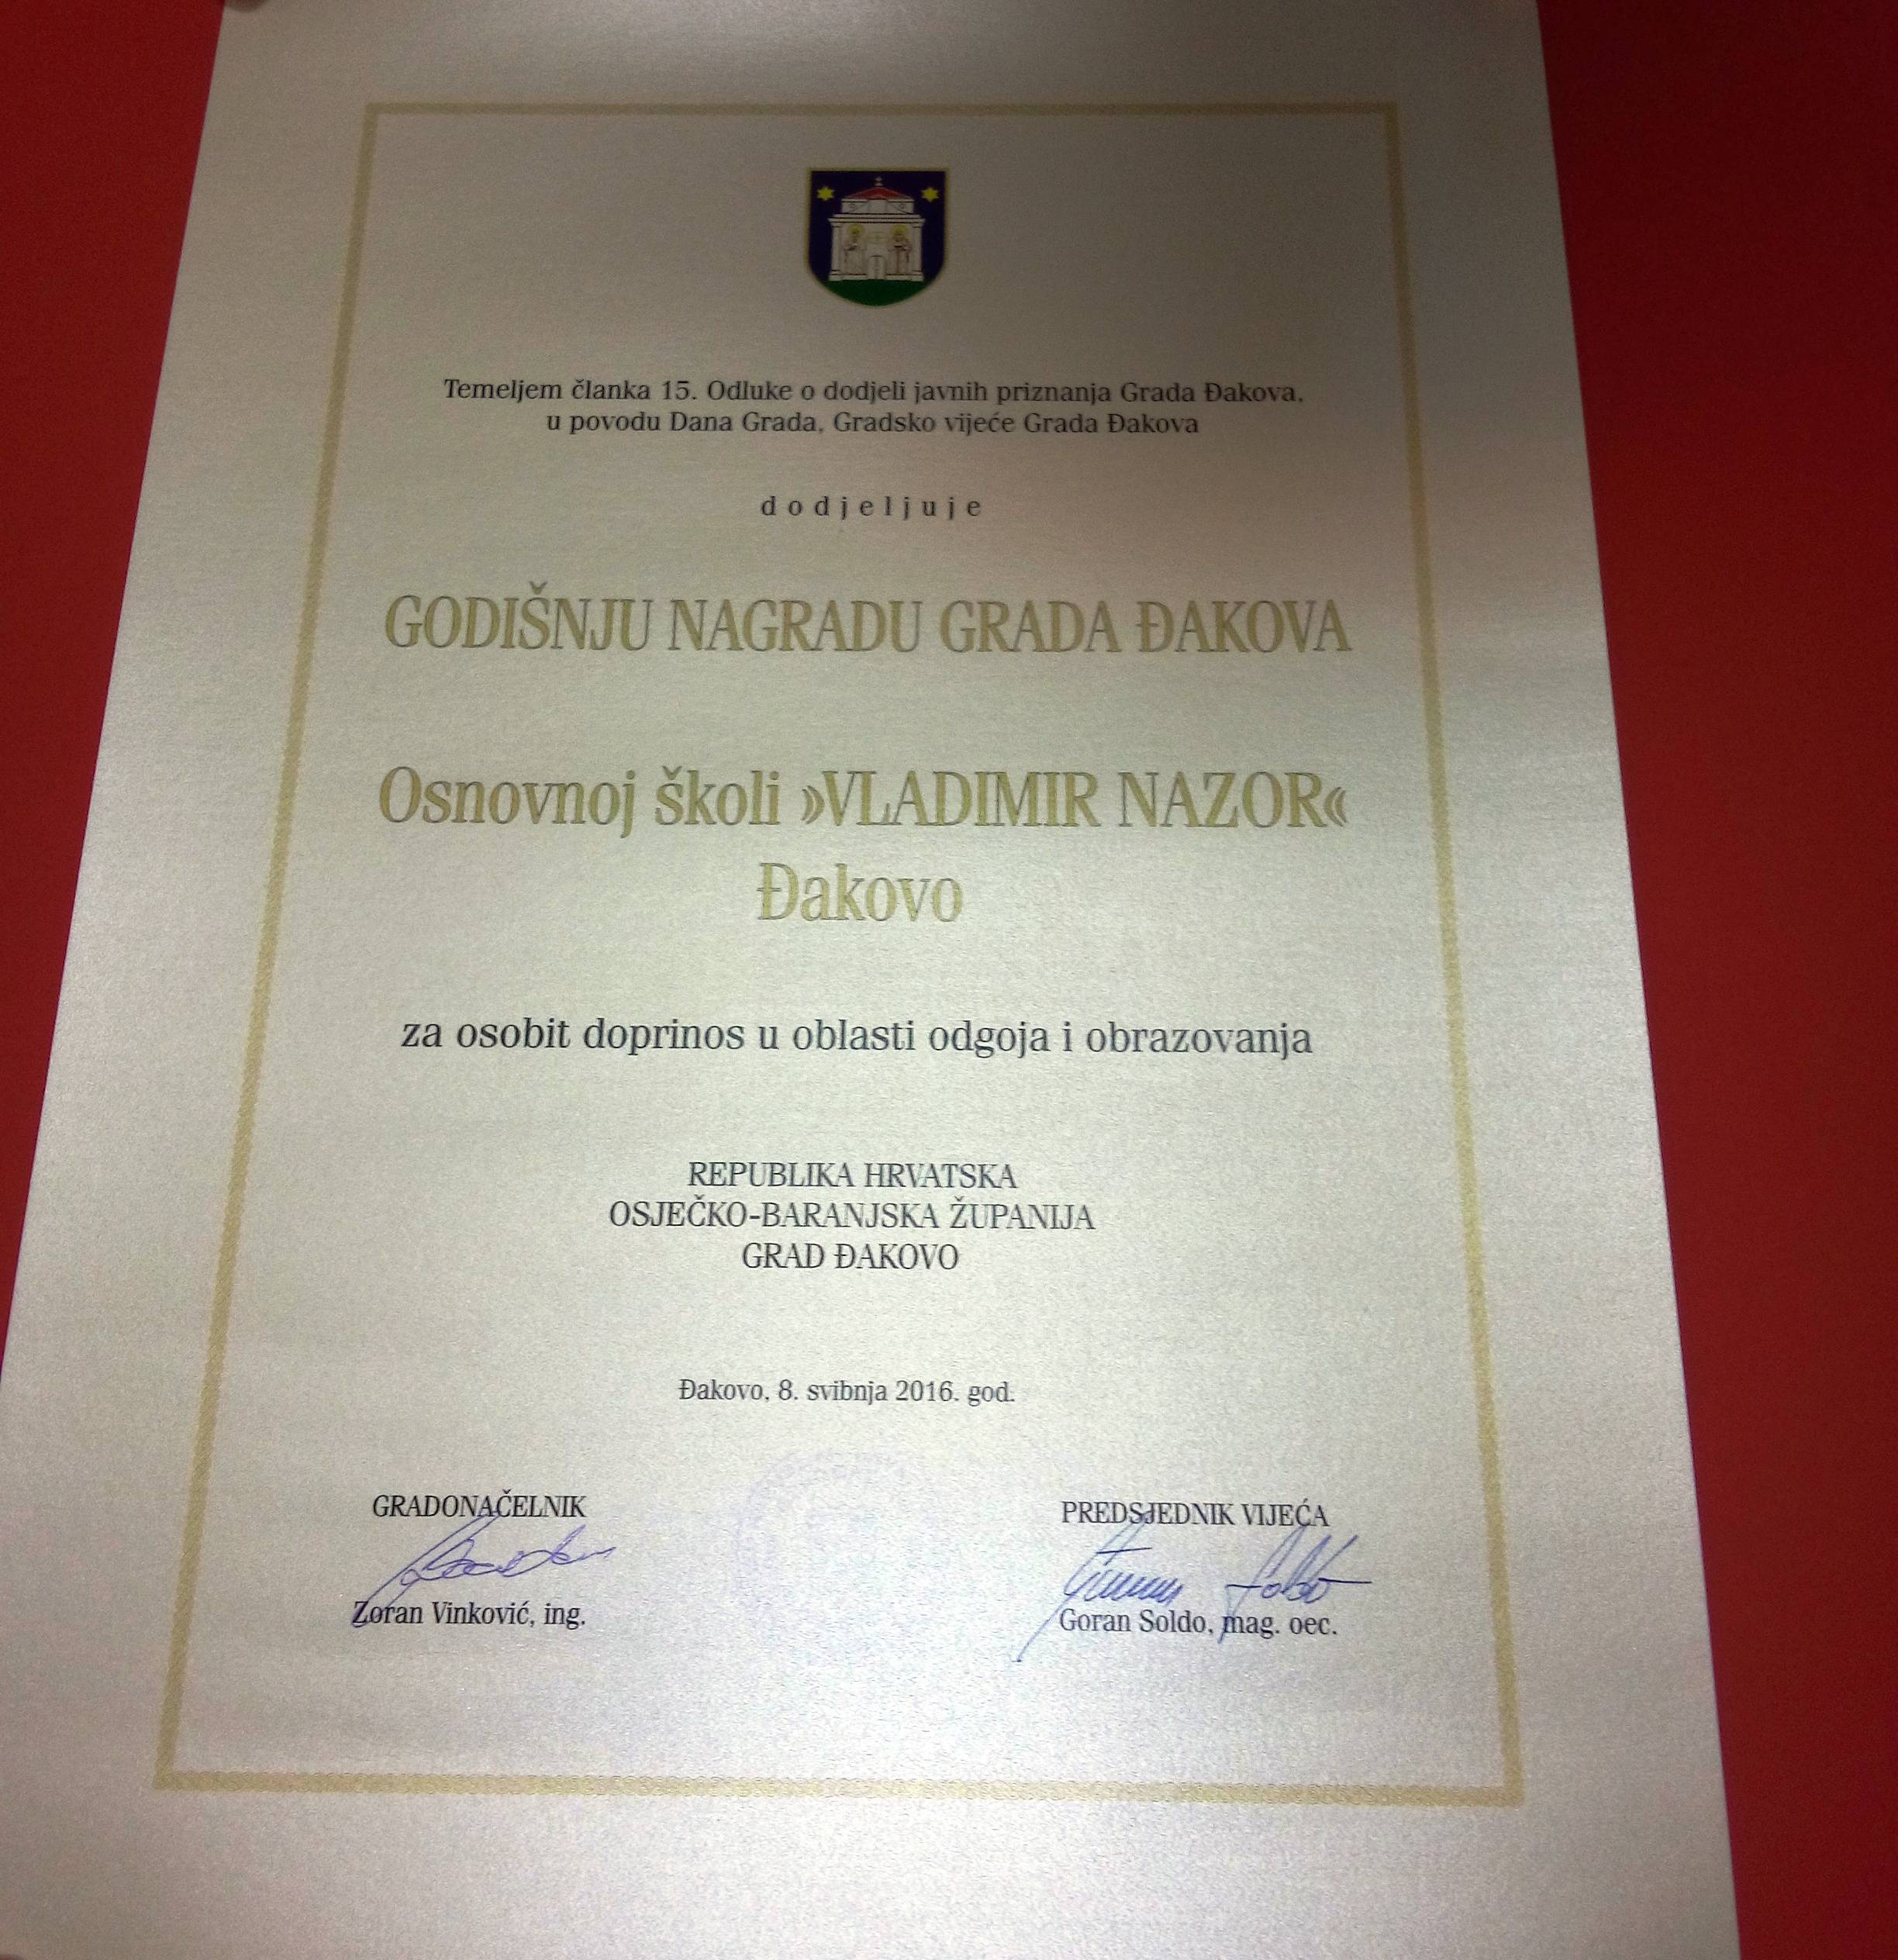 Temeljem članka 15. Odluke o dodjeli javnih priznanja Grada Đakova,
u povodu Dana Grada, Gradsko vijeće Grada Đakova
dodjeljuje
GODIŠNJU NAGRADU GRADA ĐAKOVA
Osnovnoj školi »VLADIMIR NAZOR«
Đakovo
za osobit doprinos u oblasti odgoja i obrazovanja
REPUBLIKA HRVATSKA
OSJEČKO-BARANJSKA ŽUPANIJA
GRAD ĐAKOVO
Đakovo, 8. svibnja 2016. god.
GRADONAČELNIK
Zoran Vinković, ing.
PREDSJEDNIK VIJEĆA
Goran Soldo, mag. oec.